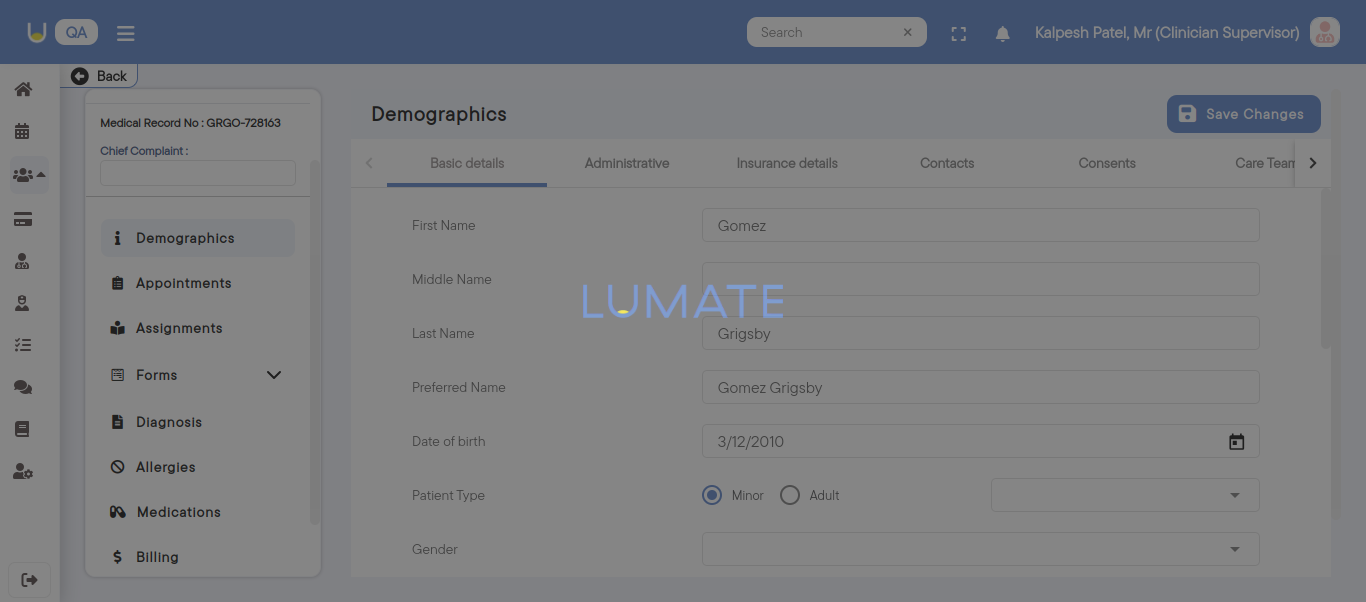 QA
Search
Kalpesh Patel, Mr (Clinician Supervisor)
Back
Medical Record No : GRGO-728163
Chief Complaint :
Demographics
Appointments
Assignments
Forms
Diagnosis
Allergies
Medications
Billing
Demographics
Save Changes
Basic details
Administrative
Insurance details
Contacts
Consents
Care Team
First Name
Gomez
Middle Name
LUMATE
Last Name
Grigsby
Preferred Name
Gomez Grigsby
Date of birth
3/12/2010
Patient Type
Minor
Adult
Gender